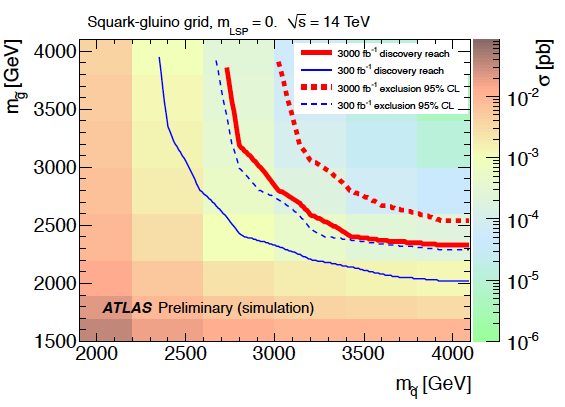 Squark-gluino grid, m_LSP = 0. √s = 14 TeV
m_g̃ [GeV]
4000
3500
3000
2500
2000
1500
3000 fb⁻¹ discovery reach
300 fb⁻¹ discovery reach
3000 fb⁻¹ exclusion 95% CL
300 fb⁻¹ exclusion 95% CL
ATLAS Preliminary (simulation)
2000 2500 3000 3500 4000
m_q̃ [GeV]
σ [pb]
10⁻²
10⁻³
10⁻⁴
10⁻⁵
10⁻⁶